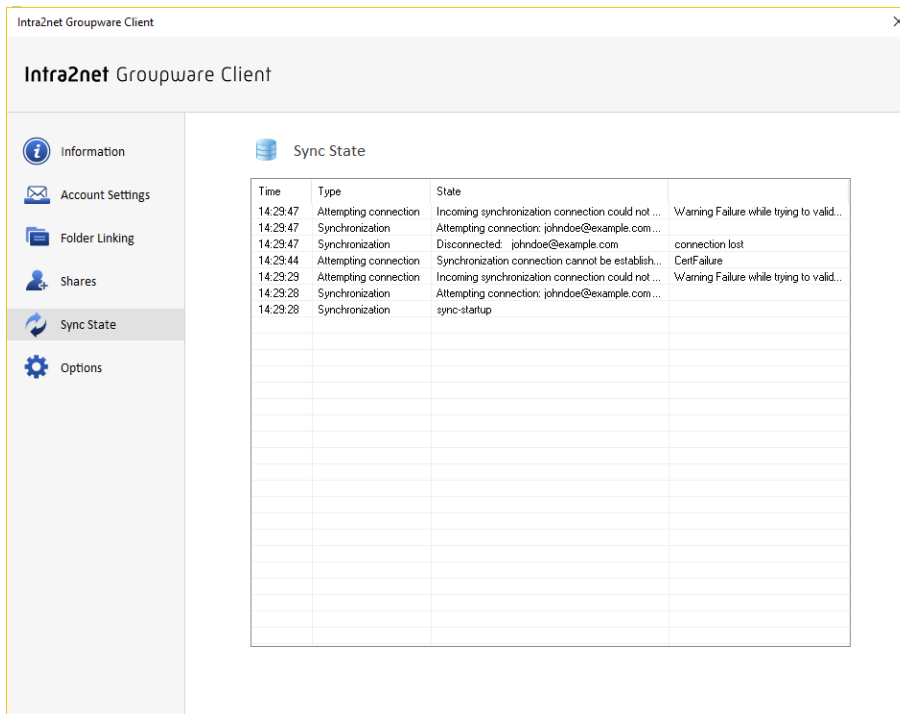 Intra2net Groupware Client
Intra2net Groupware Client
Information
Account Settings
Folder Linking
Shares
Sync State
Options
Sync State
Time Type State
14:29:47 Attempting connection Incoming synchronization connection could not ... Warning Failure while trying to valid...
14:29:47 Synchronization Attempting connection: johndoe@example.com ...
14:29:47 Synchronization Disconnected: johndoe@example.com connection lost
14:29:44 Attempting connection Synchronization connection cannot be establish... CertFailure
14:29:29 Attempting connection Incoming synchronization connection could not ... Warning Failure while trying to valid...
14:29:28 Synchronization Attempting connection: johndoe@example.com ...
14:29:28 Synchronization sync-startup